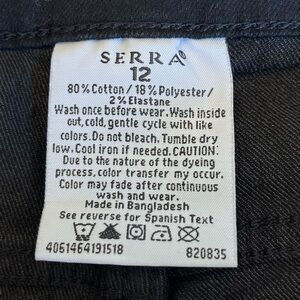 SERRA
12
80% Cotton / 18% Polyester/
2% Elastane
Wash once before wear. Wash inside
out, cold, gentle cycle with like
colors. Do not bleach. Tumble dry
low. Cool iron if needed. CAUTION:
Due to the nature of the dyeing
process, color transfer my occur.
Color may fade after continuous
wash and wear.
Made in Bangladesh
See reverse for Spanish Text
4061464191518 820835